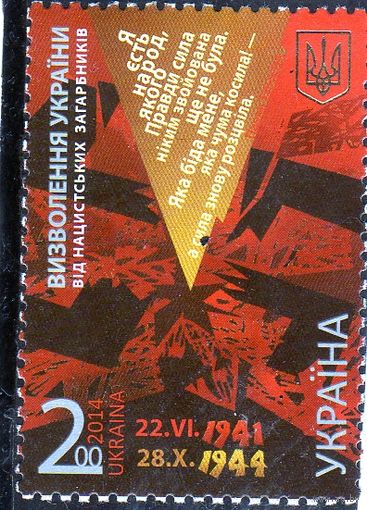 Я
єсть
народ,
якого
правди сила
ніким звойована
ще не була.
Яка біда мене,
яка чума косила! —
а сила знову розцвіла.
ВИЗВОЛЕННЯ УКРАЇНИ
ВІД НАЦИСТСЬКИХ ЗАГАРБНИКІВ
УКРАЇНА
2 00
2014
UKRAINA
22.VI. 1941
28.X. 1944